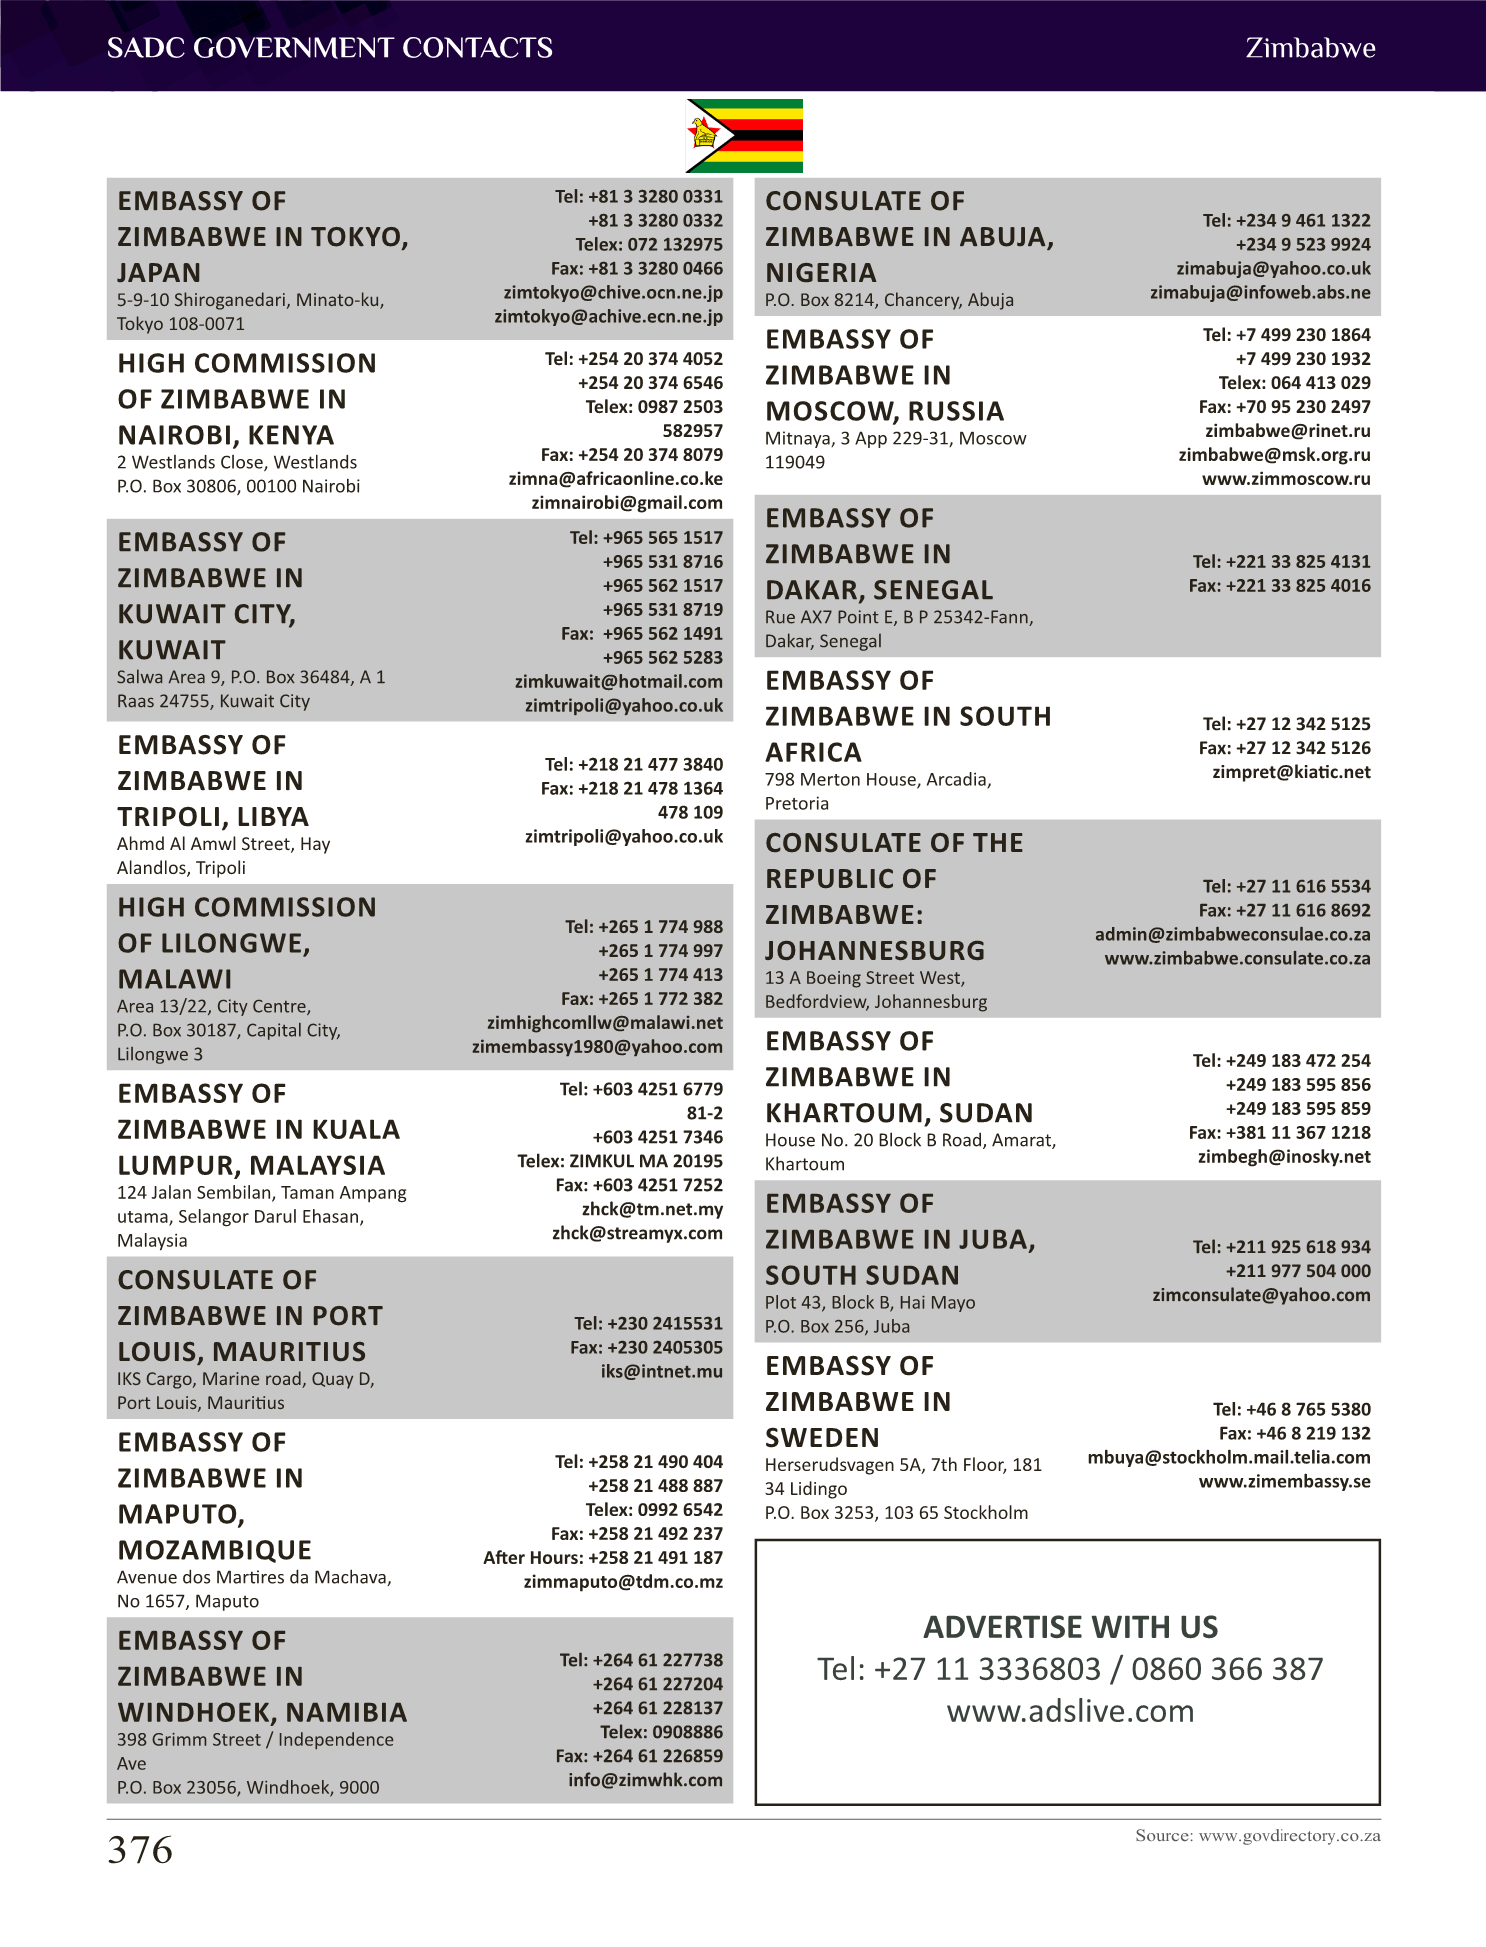 SADC GOVERNMENT CONTACTS
Zimbabwe
EMBASSY OF
ZIMBABWE IN TOKYO,
JAPAN
5-9-10 Shiroganedari, Minato-ku,
Tokyo 108-0071
Tel: +81 3 3280 0331
+81 3 3280 0332
Telex: 072 132975
Fax: +81 3 3280 0466
zimtokyo@chive.ocn.ne.jp
zimtokyo@achive.ecn.ne.jp
HIGH COMMISSION
OF ZIMBABWE IN
NAIROBI, KENYA
2 Westlands Close, Westlands
P.O. Box 30806, 00100 Nairobi
Tel: +254 20 374 4052
+254 20 374 6546
Telex: 0987 2503
582957
Fax: +254 20 374 8079
zimna@africaonline.co.ke
zimnairobi@gmail.com
EMBASSY OF
ZIMBABWE IN
KUWAIT CITY,
KUWAIT
Salwa Area 9, P.O. Box 36484, A 1
Raas 24755, Kuwait City
Tel: +965 565 1517
+965 531 8716
+965 562 1517
+965 531 8719
Fax: +965 562 1491
+965 562 5283
zimkuwait@hotmail.com
zimtripoli@yahoo.co.uk
EMBASSY OF
ZIMBABWE IN
TRIPOLI, LIBYA
Ahmd Al Amwl Street, Hay
Alandlos, Tripoli
Tel: +218 21 477 3840
Fax: +218 21 478 1364
478 109
zimtripoli@yahoo.co.uk
HIGH COMMISSION
OF LILONGWE,
MALAWI
Area 13/22, City Centre,
P.O. Box 30187, Capital City,
Lilongwe 3
Tel: +265 1 774 988
+265 1 774 997
+265 1 774 413
Fax: +265 1 772 382
zimhighcomllw@malawi.net
zimembassy1980@yahoo.com
EMBASSY OF
ZIMBABWE IN KUALA
LUMPUR, MALAYSIA
124 Jalan Sembilan, Taman Ampang
utama, Selangor Darul Ehasan,
Malaysia
Tel: +603 4251 6779
81-2
+603 4251 7346
Telex: ZIMKUL MA 20195
Fax: +603 4251 7252
zhck@tm.net.my
zhck@streamyx.com
CONSULATE OF
ZIMBABWE IN PORT
LOUIS, MAURITIUS
IKS Cargo, Marine road, Quay D,
Port Louis, Mauritius
Tel: +230 2415531
Fax: +230 2405305
iks@intnet.mu
EMBASSY OF
ZIMBABWE IN
MAPUTO,
MOZAMBIQUE
Avenue dos Martires da Machava,
No 1657, Maputo
Tel: +258 21 490 404
+258 21 488 887
Telex: 0992 6542
Fax: +258 21 492 237
After Hours: +258 21 491 187
zimmaputo@tdm.co.mz
EMBASSY OF
ZIMBABWE IN
WINDHOEK, NAMIBIA
398 Grimm Street / Independence
Ave
P.O. Box 23056, Windhoek, 9000
Tel: +264 61 227738
+264 61 227204
+264 61 228137
Telex: 0908886
Fax: +264 61 226859
info@zimwhk.com
CONSULATE OF
ZIMBABWE IN ABUJA,
NIGERIA
P.O. Box 8214, Chancery, Abuja
Tel: +234 9 461 1322
+234 9 523 9924
zimabuja@yahoo.co.uk
zimabuja@infoweb.abs.ne
EMBASSY OF
ZIMBABWE IN
MOSCOW, RUSSIA
Mitnaya, 3 App 229-31, Moscow
119049
Tel: +7 499 230 1864
+7 499 230 1932
Telex: 064 413 029
Fax: +70 95 230 2497
zimbabwe@rinet.ru
zimbabwe@msk.org.ru
www.zimmoscow.ru
EMBASSY OF
ZIMBABWE IN
DAKAR, SENEGAL
Rue AX7 Point E, B P 25342-Fann,
Dakar, Senegal
Tel: +221 33 825 4131
Fax: +221 33 825 4016
EMBASSY OF
ZIMBABWE IN SOUTH
AFRICA
798 Merton House, Arcadia,
Pretoria
Tel: +27 12 342 5125
Fax: +27 12 342 5126
zimpret@kiatic.net
CONSULATE OF THE
REPUBLIC OF
ZIMBABWE:
JOHANNESBURG
13 A Boeing Street West,
Bedfordview, Johannesburg
Tel: +27 11 616 5534
Fax: +27 11 616 8692
admin@zimbabweconsulae.co.za
www.zimbabwe.consulate.co.za
EMBASSY OF
ZIMBABWE IN
KHARTOUM, SUDAN
House No. 20 Block B Road, Amarat,
Khartoum
Tel: +249 183 472 254
+249 183 595 856
+249 183 595 859
Fax: +381 11 367 1218
zimbegh@inosky.net
EMBASSY OF
ZIMBABWE IN JUBA,
SOUTH SUDAN
Plot 43, Block B, Hai Mayo
P.O. Box 256, Juba
Tel: +211 925 618 934
+211 977 504 000
zimconsulate@yahoo.com
EMBASSY OF
ZIMBABWE IN
SWEDEN
Herserudsvagen 5A, 7th Floor, 181
34 Lidingo
P.O. Box 3253, 103 65 Stockholm
Tel: +46 8 765 5380
Fax: +46 8 219 132
mbuya@stockholm.mail.telia.com
www.zimembassy.se
ADVERTISE WITH US
Tel: +27 11 3336803 / 0860 366 387
www.adslive.com
376
Source: www.govdirectory.co.za